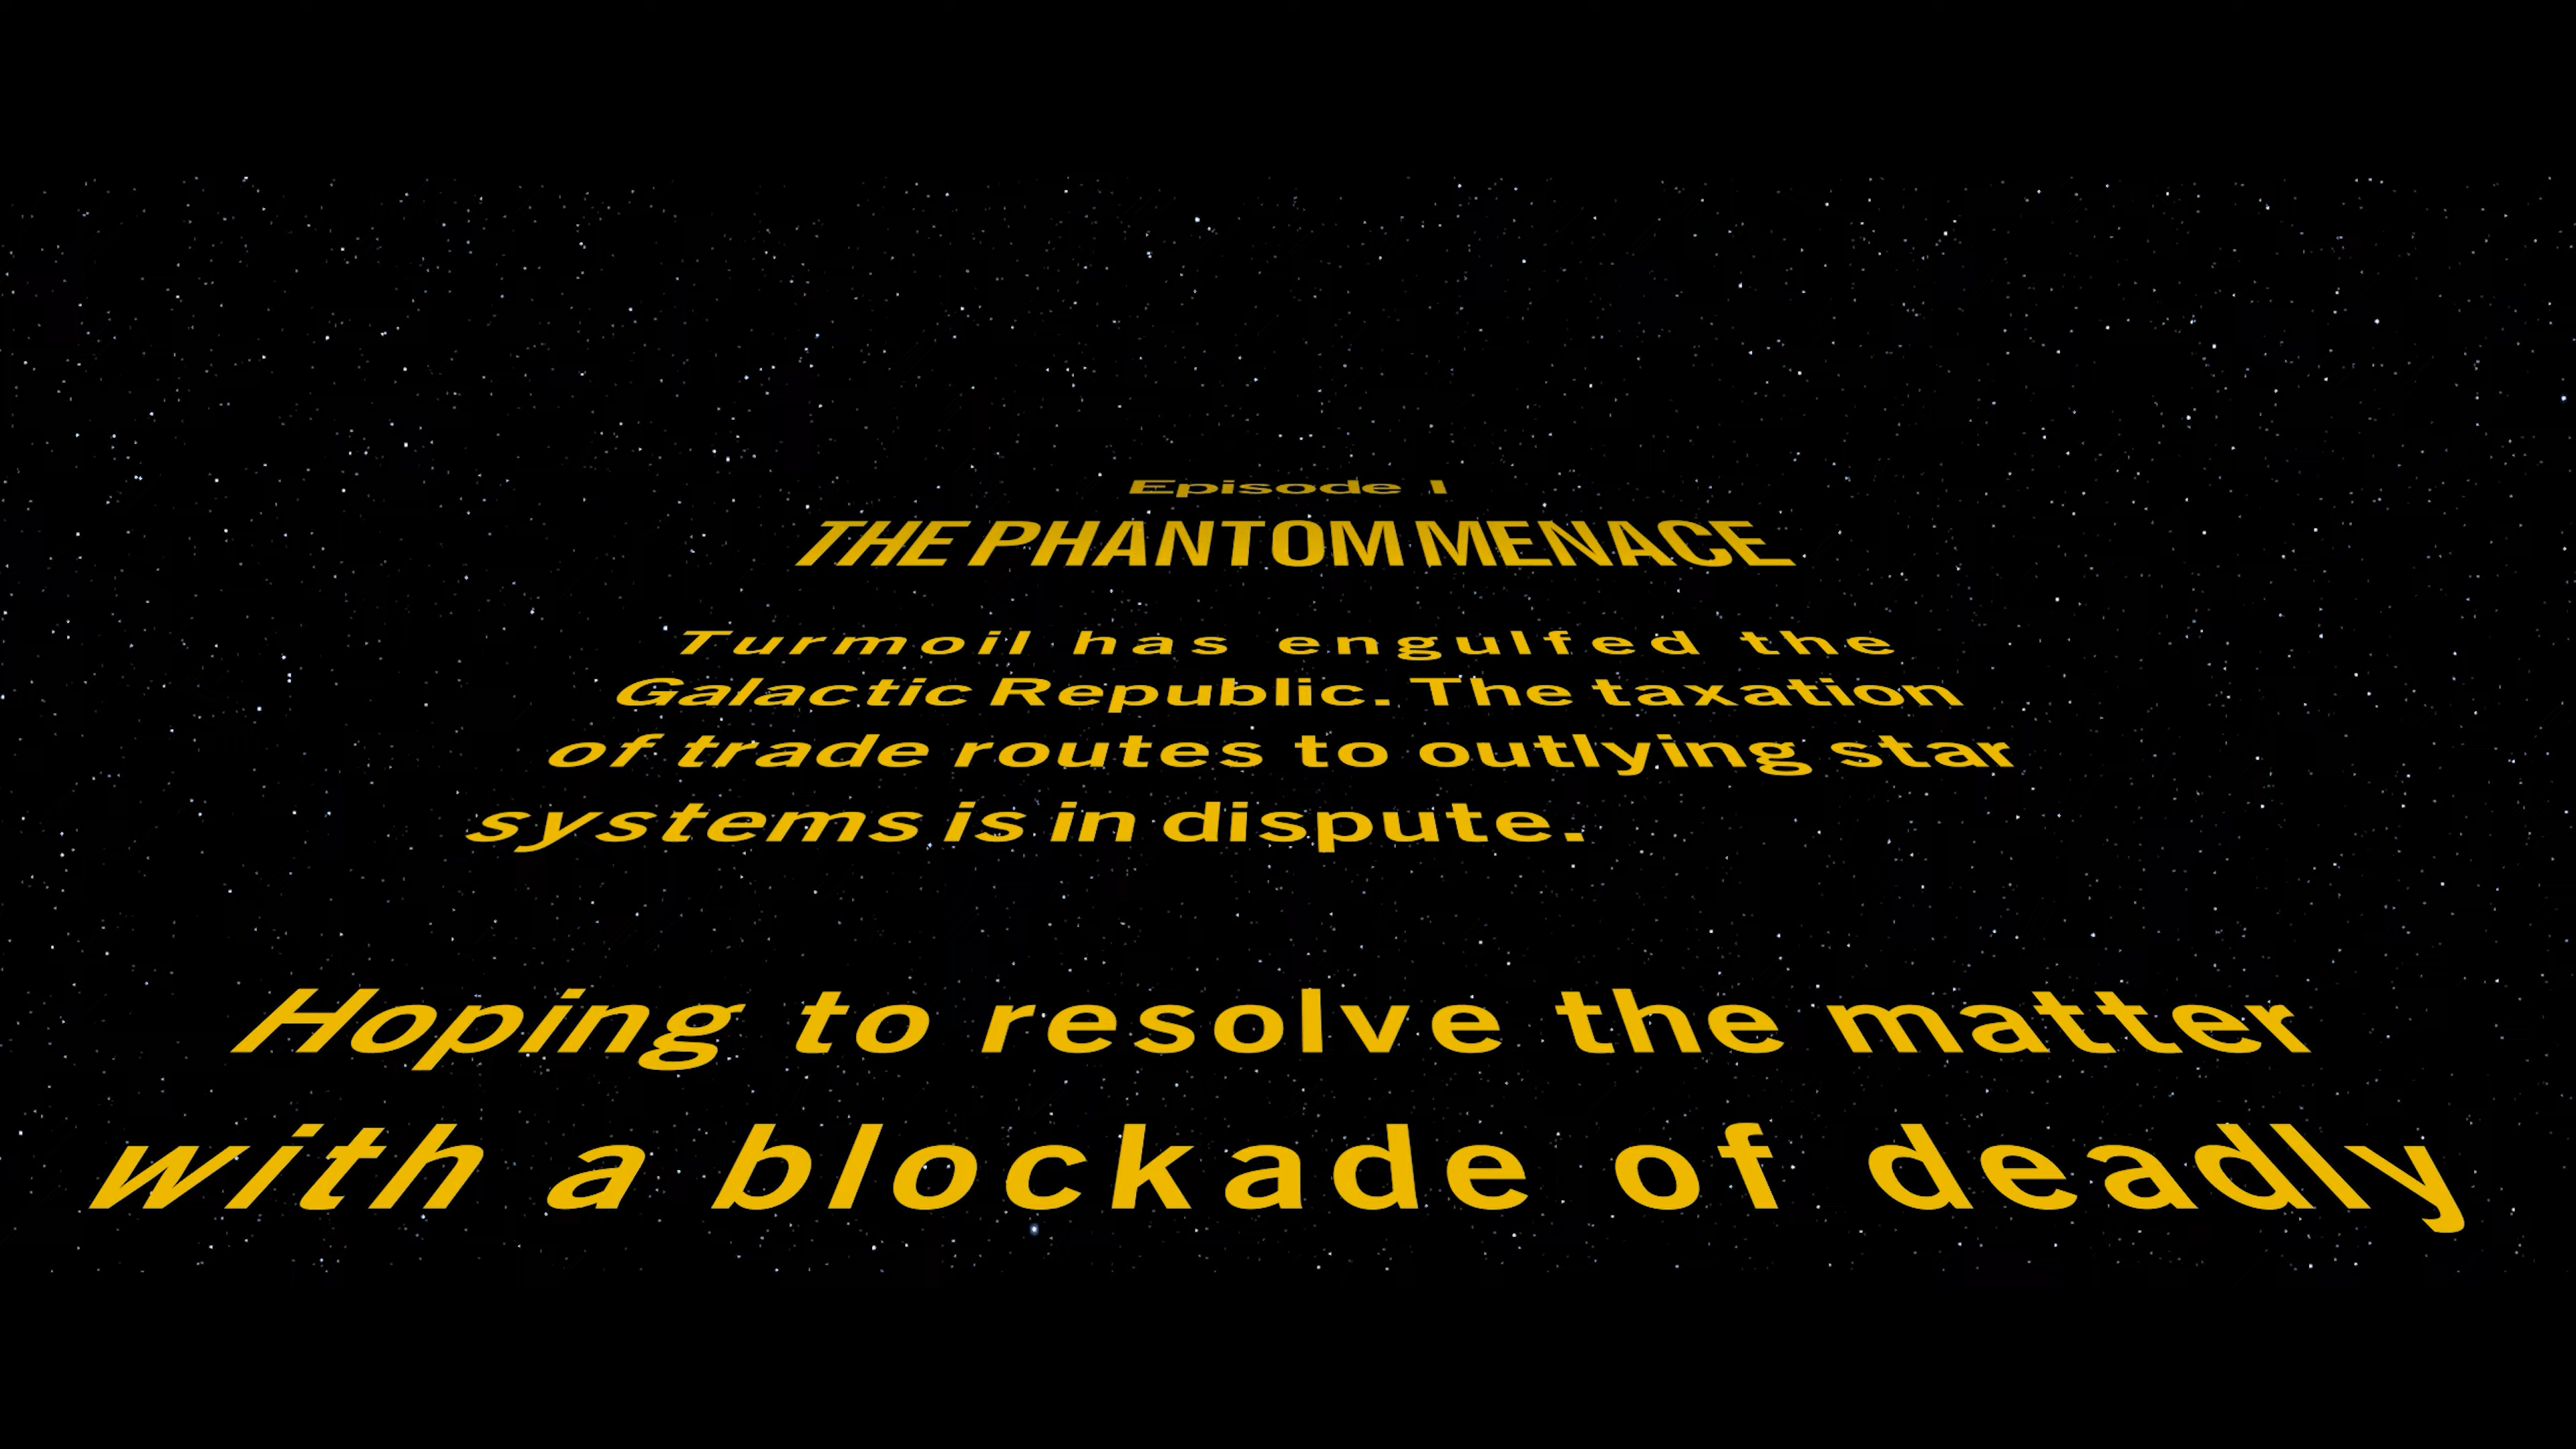 Episode I
THE PHANTOM MENACE
Turmoil has engulfed the
Galactic Republic. The taxation
of trade routes to outlying star
systems is in dispute.
Hoping to resolve the matter
with a blockade of deadly